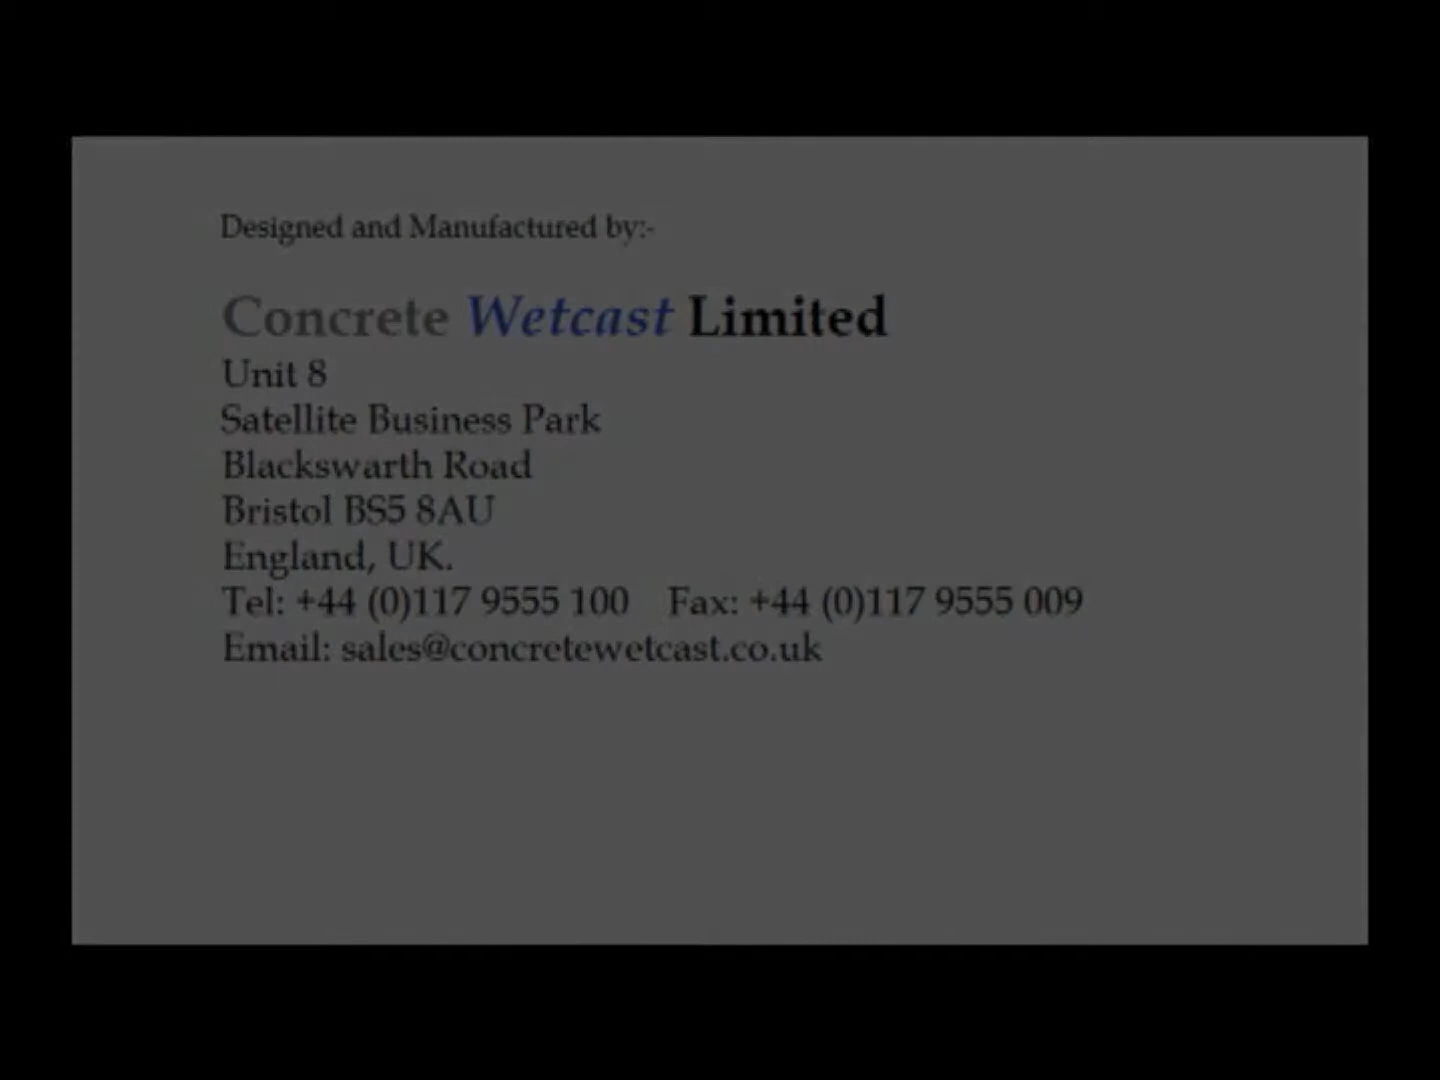 Designed and Manufactured by:-
Concrete Wetcast Limited
Unit 8
Satellite Business Park
Blackswarth Road
Bristol BS5 8AU
England, UK.
Tel: +44 (0)117 9555 100 Fax: +44 (0)117 9555 009
Email: sales@concretewetcast.co.uk